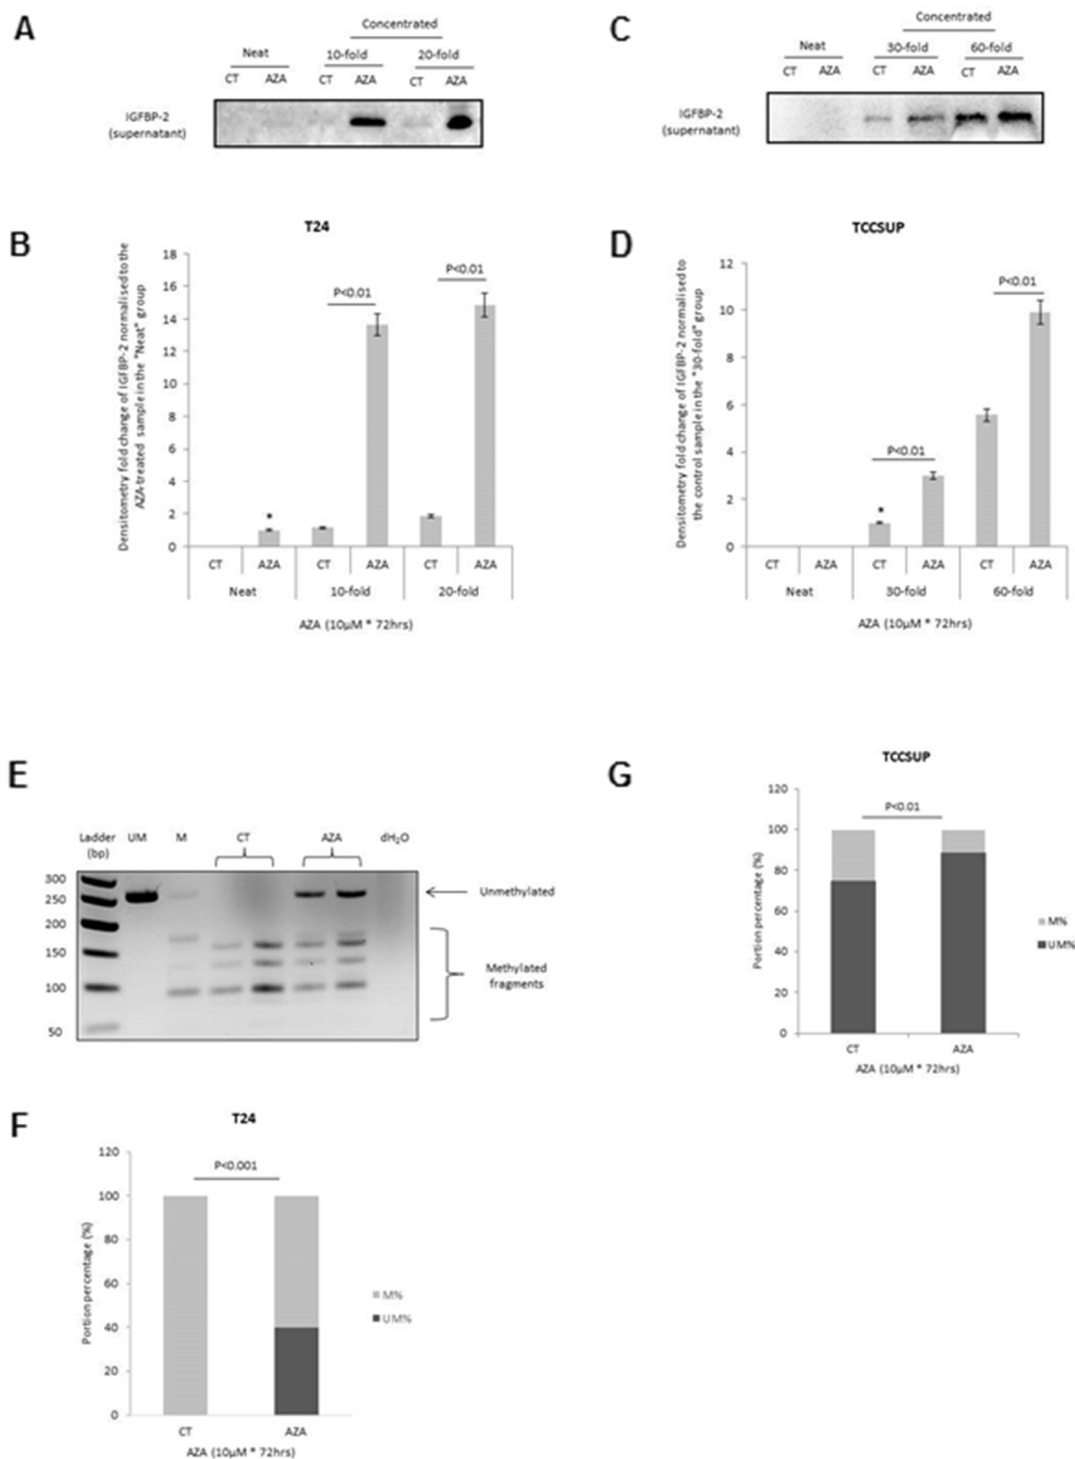 A
Concentrated
Neat
10-fold
20-fold
CT
AZA
CT
AZA
CT
AZA
IGFBP-2
(supernatant)
C
Concentrated
Neat
30-fold
60-fold
CT
AZA
CT
AZA
CT
AZA
IGFBP-2
(supernatant)
B
T24
Densitometry fold change of IGFBP-2 normalised to the
AZA-treated sample in the "Neat" group
18
16
14
12
10
8
6
4
2
0
*
P<0.01
P<0.01
CT
AZA
CT
AZA
CT
AZA
Neat
10-fold
20-fold
AZA (10μM * 72hrs)
D
TCCSUP
Densitometry fold change of IGFBP-2 normalised to
the control sample in the "30-fold" group
12
10
8
6
4
2
0
*
P<0.01
P<0.01
CT
AZA
CT
AZA
CT
AZA
Neat
30-fold
60-fold
AZA (10μM * 72hrs)
E
Ladder
(bp)
UM
M
CT
AZA
dH₂O
300
250
200
150
100
50
Unmethylated
Methylated
fragments
G
TCCSUP
Portion percentage (%)
120
100
80
60
40
20
0
P<0.01
M%
UM%
CT
AZA
AZA (10μM * 72hrs)
F
T24
Portion percentage (%)
120
100
80
60
40
20
0
P<0.001
M%
UM%
CT
AZA
AZA (10μM * 72hrs)